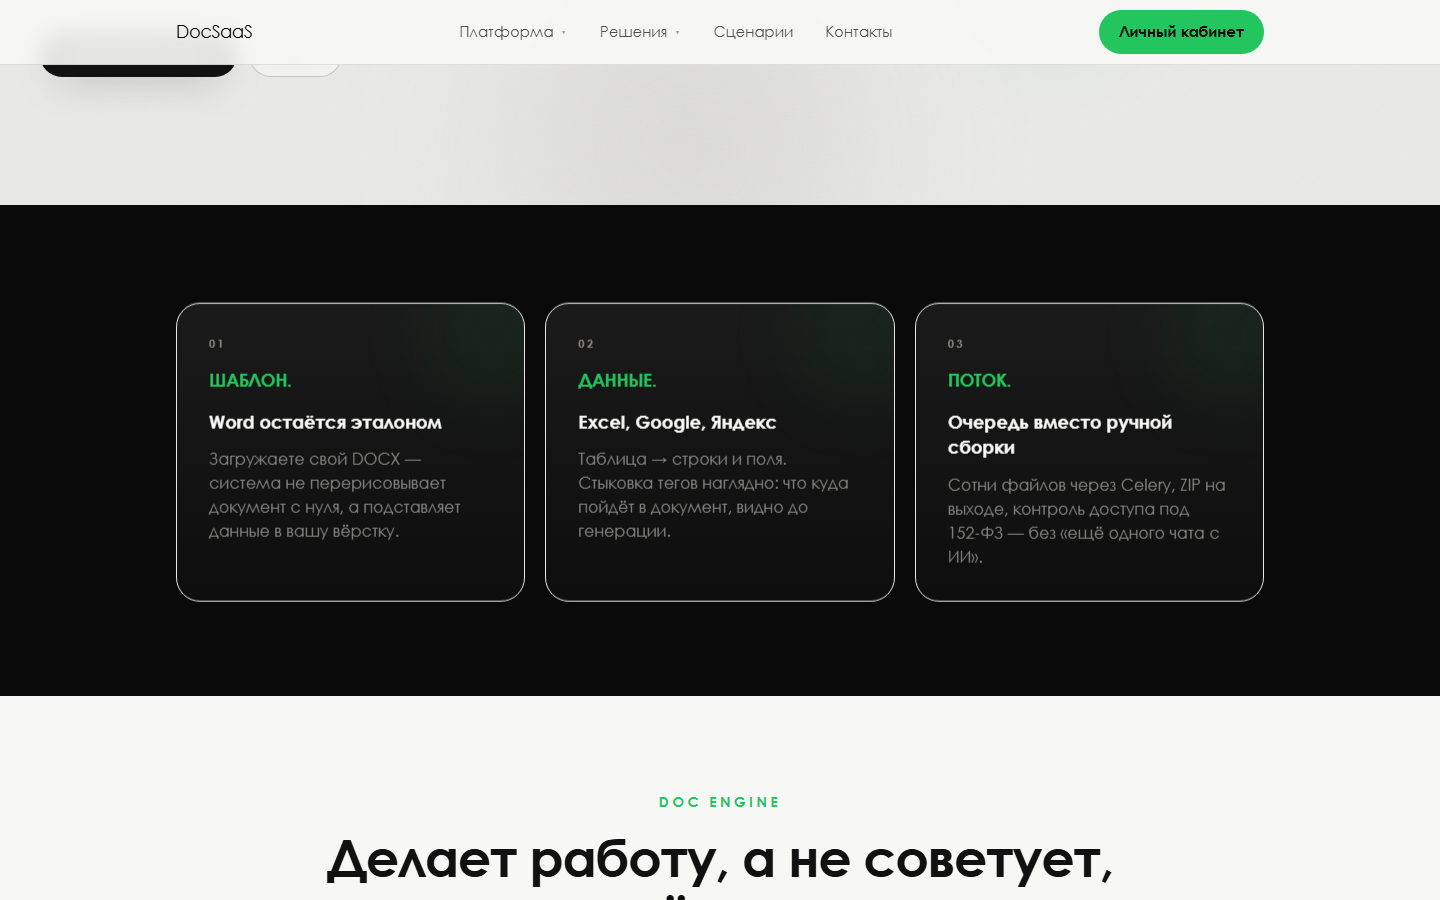 DocSaaS
Платформа
Решения
Сценарии
Контакты
Личный кабинет
01
ШАБЛОН.
Word остаётся эталоном
Загружаете свой DOCX —
система не перерисовывает
документ с нуля, а подставляет
данные в вашу вёрстку.
02
ДАННЫЕ.
Excel, Google, Яндекс
Таблица → строки и поля.
Стыковка тегов наглядно: что куда
пойдёт в документ, видно до
генерации.
03
ПОТОК.
Очередь вместо ручной
сборки
Сотни файлов через Celery, ZIP на
выходе, контроль доступа под
152-ФЗ — без «ещё одного чата с
ИИ».
DOC ENGINE
Делает работу, а не советует,